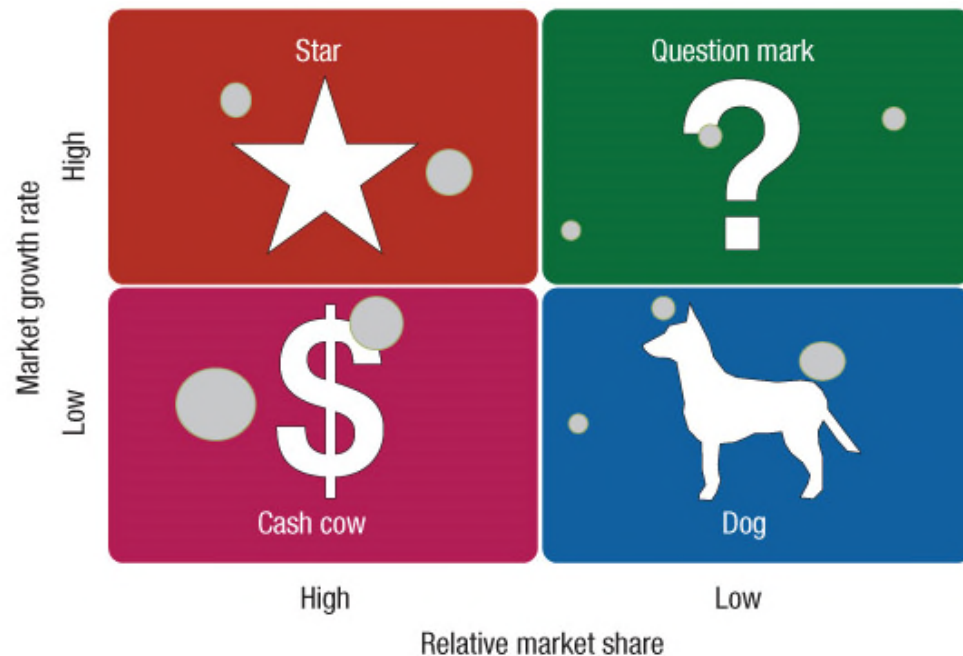 Star
Question mark
Market growth rate
High
Low
$
Cash cow
Dog
?
High
Low
Relative market share